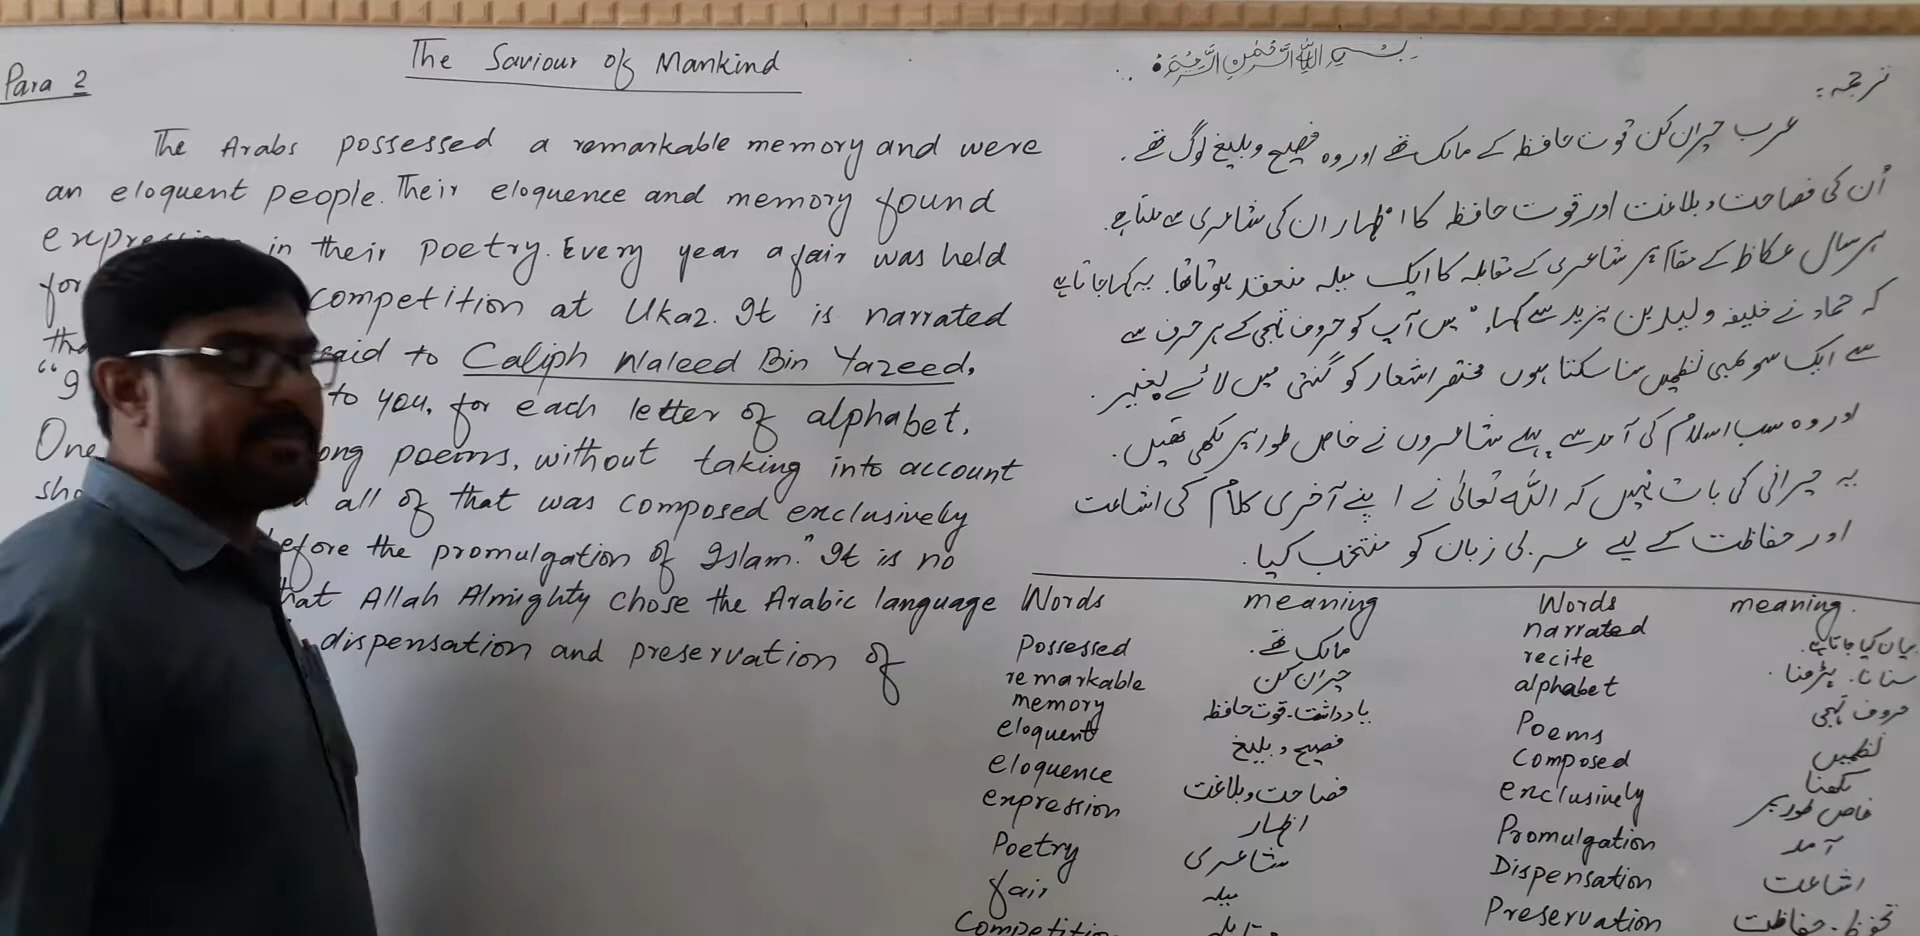 The Saviour of Mankind
بسم اللہ الرحمٰن الرحیم
Para 2
The Arabs possessed a remarkable memory and were
an eloquent people. Their eloquence and memory found
in their poetry. Every year a fair was held
for competition at Ukaz. It is narrated
said to Caliph Waleed Bin Yazeed,
to you, for each letter of alphabet,
One poems, without taking into account
all of that was composed exclusively
before the promulgation of Islam." It is no
that Allah Almighty chose the Arabic language
dispensation and preservation of
ترجمہ:
عرب حیران کن قوت حافظہ کے مالک تھے اور وہ فصیح و بلیغ لوگ تھے.
اُن کی فصاحت و بلاغت اور قوت حافظہ کا اظہار ان کی شاعری سے ملتا ہے.
ہر سال عکاظ کے مقام پر شاعری کے مقابلہ کا ایک میلہ منعقد ہوتا تھا. یہ کہا جاتا ہے
کہ حماد نے خلیفہ ولید بن یزید سے کہا, "میں آپ کو حروف تہجی کے ہر حرف سے
سے ایک سو لمبی نظمیں سنا سکتا ہوں مختصر اشعار کو گنتی میں لائے بغیر.
اور وہ سب اسلام کی آمد سے پہلے شاعروں نے خاص طور پر لکھی تھیں.
یہ حیرانی کی بات نہیں کہ اللہ تعالیٰ نے اپنے آخری کلام کی اشاعت
اور حفاظت کے لیے عربی زبان کو منتخب کیا.
Words meaning Words meaning.
Possessed مالک تھے. narrated بیان کیا جاتا ہے.
remarkable حیران کن recite سنانا. پڑھنا
memory یادداشت. قوت حافظہ alphabet حروف تہجی
eloquent فصیح و بلیغ Poems نظمیں
eloquence فصاحت و بلاغت Composed لکھنا
expression اظہار exclusively خاص طور پر
Poetry شاعری Promulgation آمد
fair میلہ Dispensation اشاعت
Preservation تحفظ. حفاظت